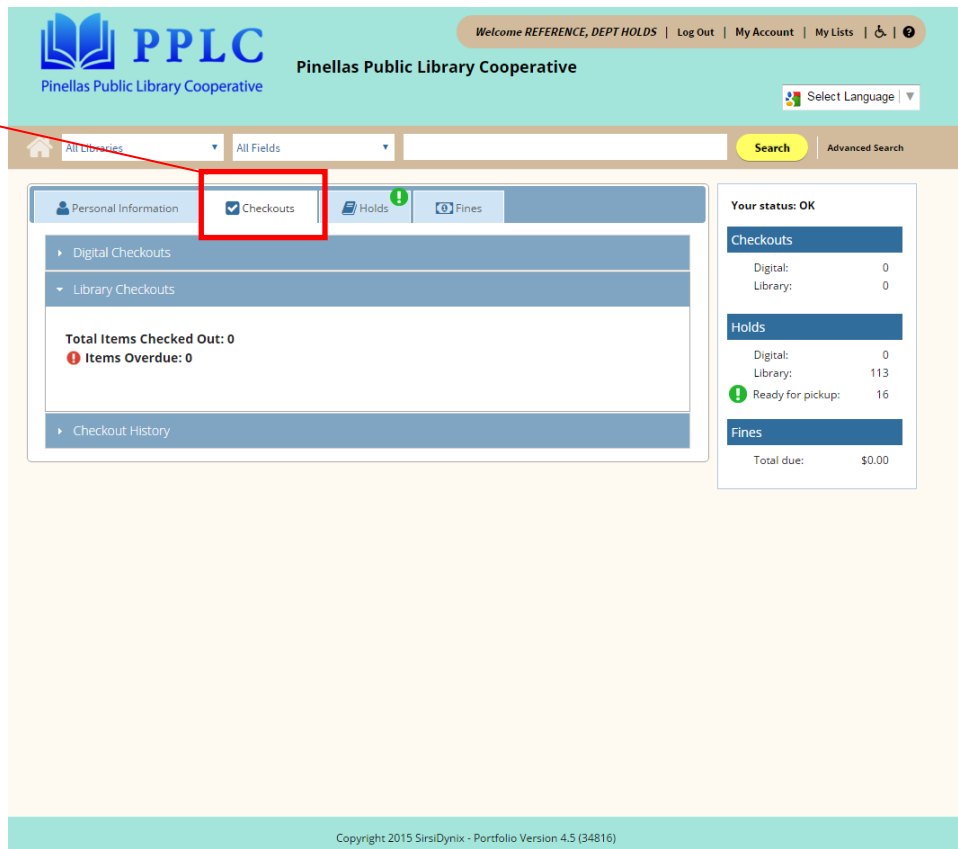 PPLC
Pinellas Public Library Cooperative
Welcome REFERENCE, DEPT HOLDS | Log Out | My Account | My Lists | | ?
Pinellas Public Library Cooperative
Select Language ▼
All Libraries ▼ All Fields ▼ Search Advanced Search
Personal Information Checkouts Holds ! Fines
Digital Checkouts
Library Checkouts
Total Items Checked Out: 0
! Items Overdue: 0
Checkout History
Your status: OK
Checkouts
Digital: 0
Library: 0
Holds
Digital: 0
Library: 113
! Ready for pickup: 16
Fines
Total due: $0.00
Copyright 2015 SirsiDynix - Portfolio Version 4.5 (34816)